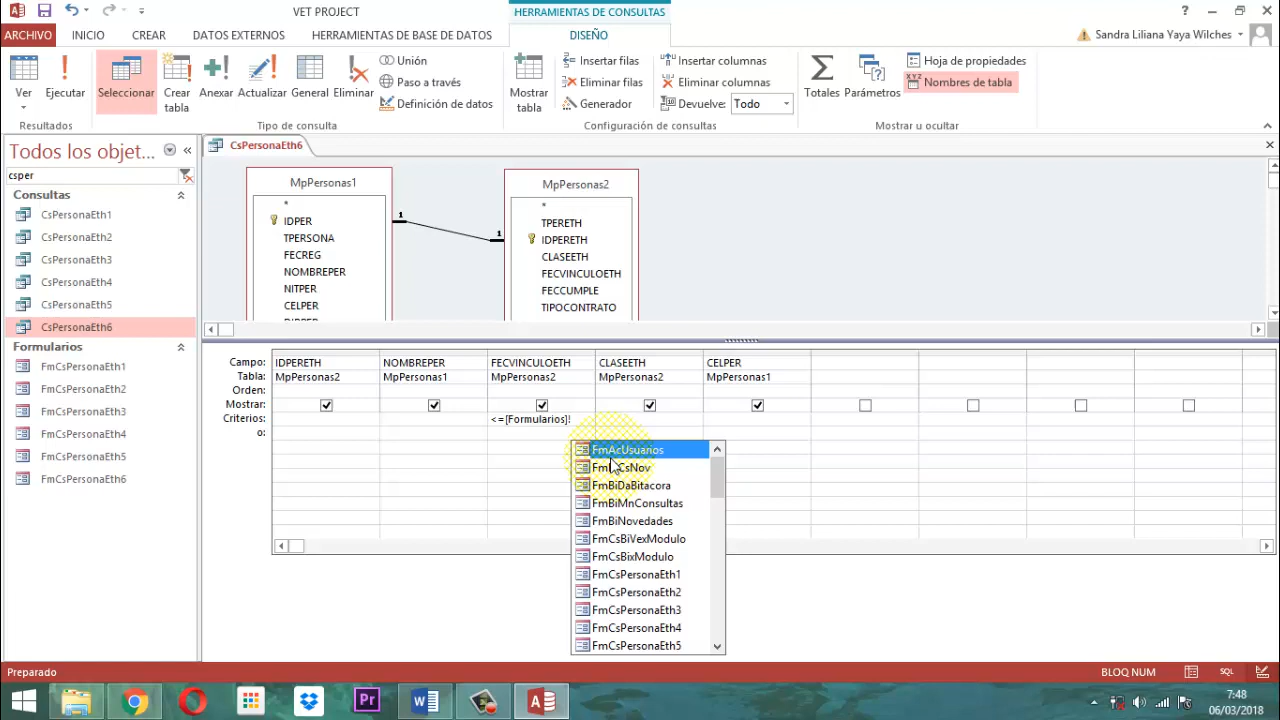 VET PROJECT
HERRAMIENTAS DE CONSULTAS
ARCHIVO INICIO CREAR DATOS EXTERNOS HERRAMIENTAS DE BASE DE DATOS DISEÑO
Sandra Liliana Yaya Wilches
Ver
Ejecutar
Seleccionar
Crear tabla
Anexar
Actualizar
General
Eliminar
Unión
Paso a través
Definición de datos
Mostrar tabla
Insertar filas
Eliminar filas
Generador
Insertar columnas
Eliminar columnas
Devuelve: Todo
Totales
Parámetros
Hoja de propiedades
Nombres de tabla
Resultados
Tipo de consulta
Configuración de consultas
Mostrar u ocultar
Todos los objet...
csper
Consultas
CsPersonaEth1
CsPersonaEth2
CsPersonaEth3
CsPersonaEth4
CsPersonaEth5
CsPersonaEth6
Formularios
FmCsPersonaEth1
FmCsPersonaEth2
FmCsPersonaEth3
FmCsPersonaEth4
FmCsPersonaEth5
FmCsPersonaEth6
CsPersonaEth6
MpPersonas1
*
IDPER
TPERSONA
FECREG
NOMBREPER
NITPER
CELPER
1
1
MpPersonas2
*
TPERETH
IDPERETH
CLASEETH
FECVINCULOETH
FECCUMPLE
TIPOCONTRATO
Campo: IDPERETH NOMBREPER FECVINCULOETH CLASEETH CELPER
Tabla: MpPersonas2 MpPersonas1 MpPersonas2 MpPersonas2 MpPersonas1
Orden:
Mostrar:
Criterios: <=[Formularios]!
o:
FmAcUsuarios
FmBiDaBitacora
FmBiMnConsultas
FmBiNovedades
FmCsBiVexModulo
FmCsBixModulo
FmCsPersonaEth1
FmCsPersonaEth2
FmCsPersonaEth3
FmCsPersonaEth4
FmCsPersonaEth5
Preparado
BLOQ NUM
SQL
7:48
06/03/2018